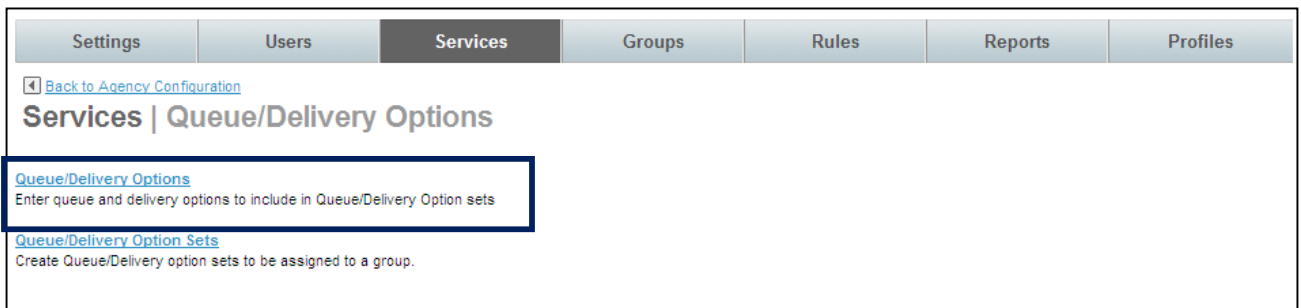 Settings Users Services Groups Rules Reports Profiles
Back to Agency Configuration
Services | Queue/Delivery Options
Queue/Delivery Options
Enter queue and delivery options to include in Queue/Delivery Option sets
Queue/Delivery Option Sets
Create Queue/Delivery option sets to be assigned to a group.